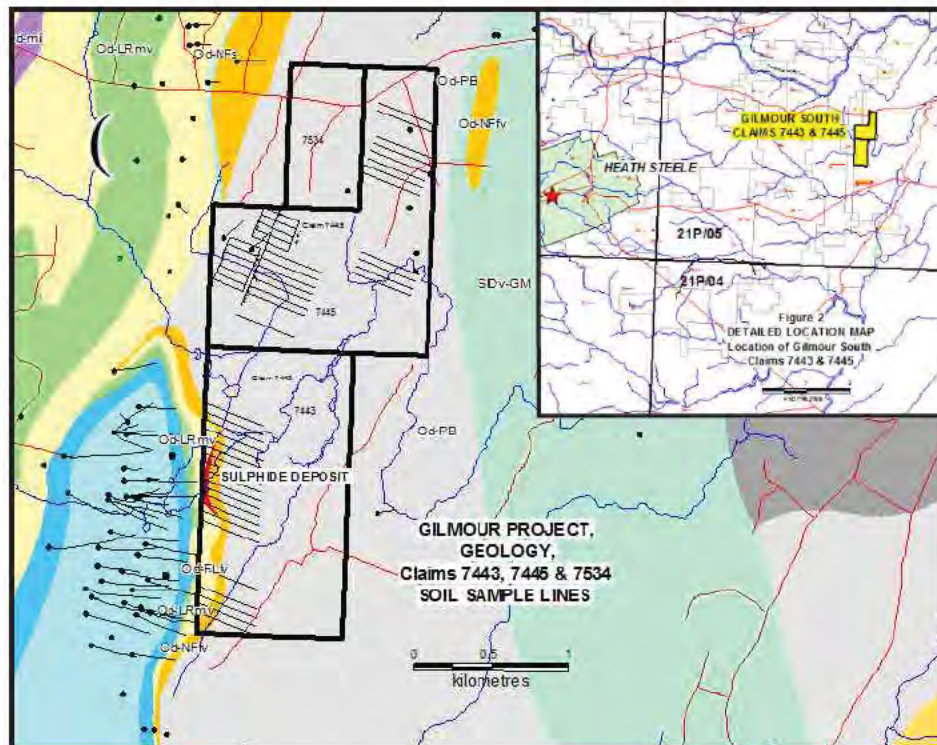 Od-LRmv
Od-NFs
Od-PB
Od-NFfv
7534
Claim 7445
7445
SlDv-GM
7443
Od-LRmv
Od-PB
SULPHIDE DEPOSIT
GILMOUR PROJECT,
GEOLOGY,
Claims 7443, 7445 & 7534
SOIL SAMPLE LINES
Od-LRmv
Od-NFfv
0 0.5 1
kilometres
GILMOUR SOUTH
CLAIMS 7443 & 7445
HEATH STEELE
21P/05
21P/04
Figure 2
DETAILED LOCATION MAP
Location of Gilmour South
Claims 7443 & 7445